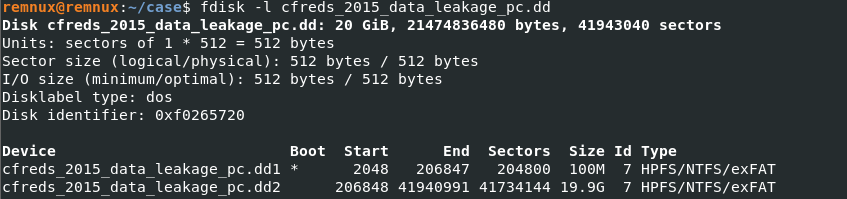 remnux@remnux:~/case$ fdisk -l cfreds_2015_data_leakage_pc.dd
Disk cfreds_2015_data_leakage_pc.dd: 20 GiB, 21474836480 bytes, 41943040 sectors
Units: sectors of 1 * 512 = 512 bytes
Sector size (logical/physical): 512 bytes / 512 bytes
I/O size (minimum/optimal): 512 bytes / 512 bytes
Disklabel type: dos
Disk identifier: 0xf0265720

Device                          Boot  Start      End  Sectors  Size Id Type
cfreds_2015_data_leakage_pc.dd1 *      2048   206847   204800  100M  7 HPFS/NTFS/exFAT
cfreds_2015_data_leakage_pc.dd2      206848 41940991 41734144 19.9G  7 HPFS/NTFS/exFAT